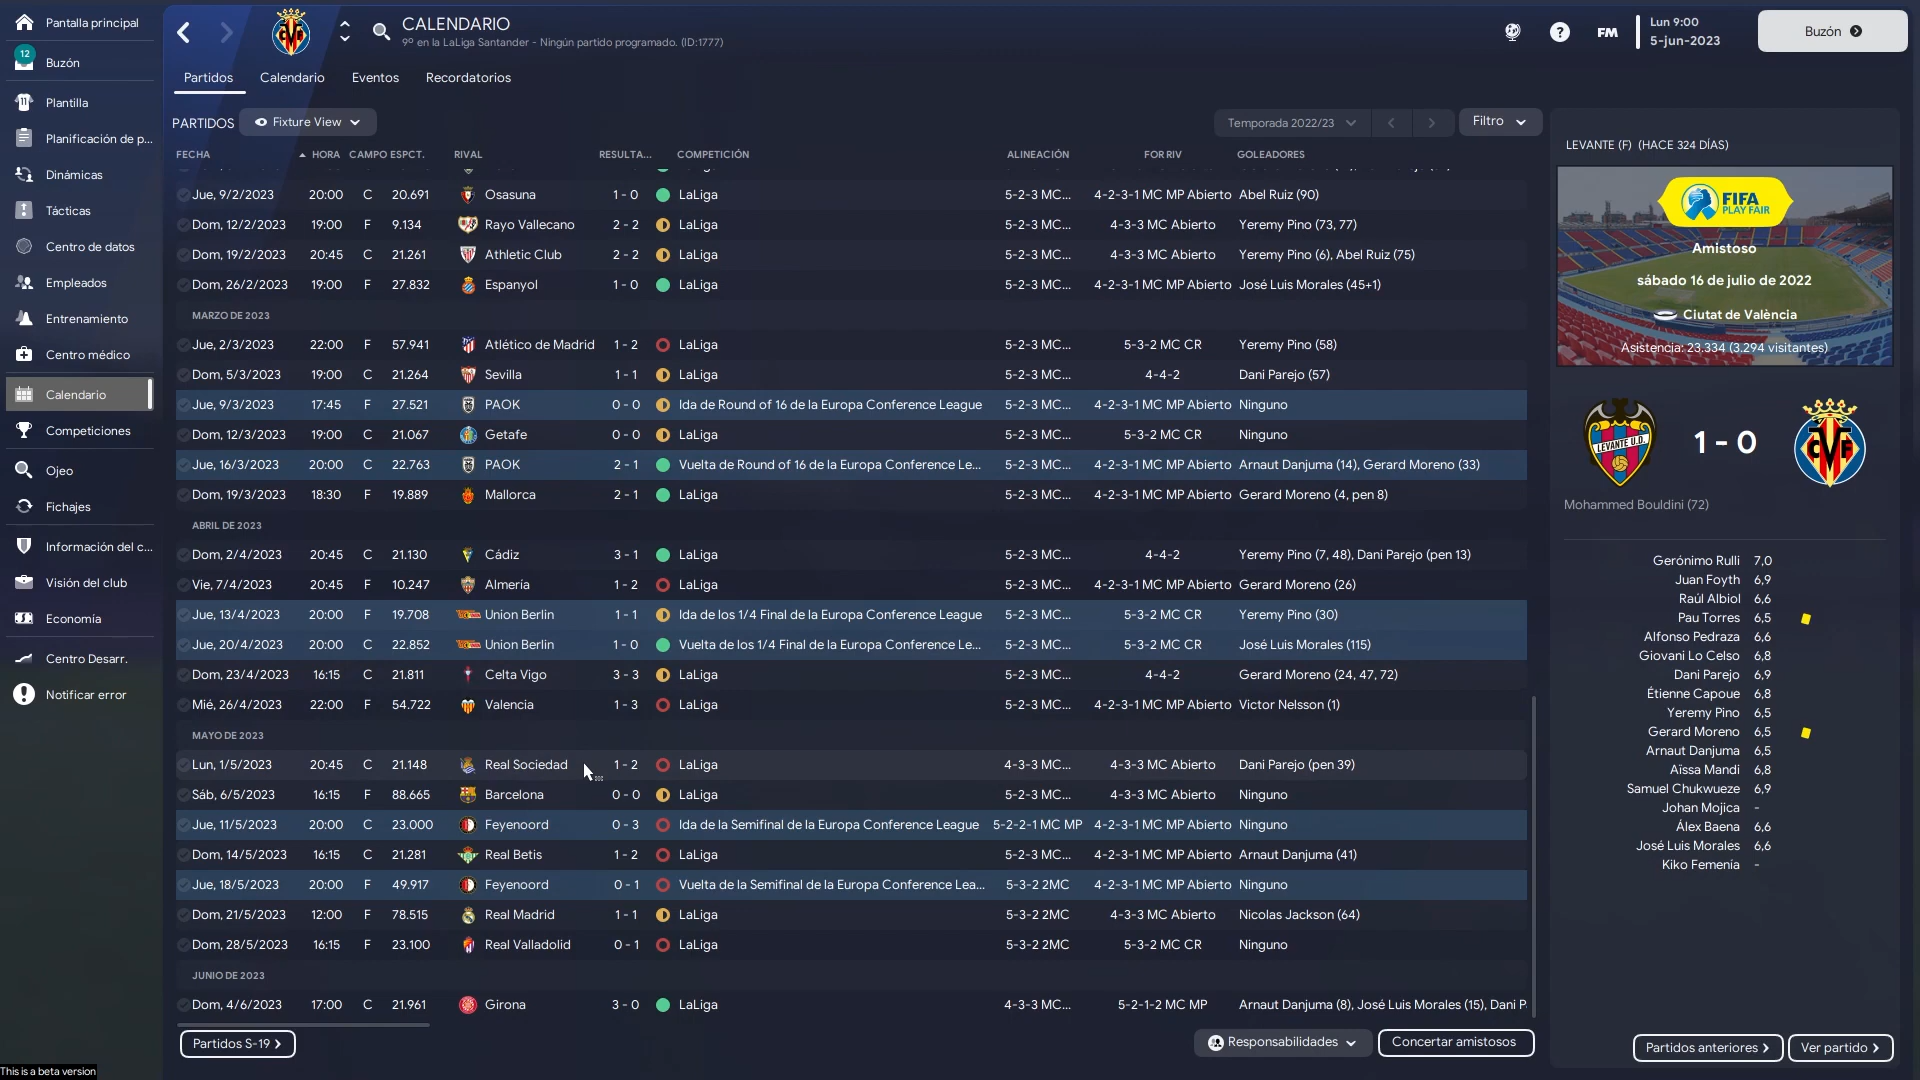 Pantalla principal
12
Buzón
Plantilla
Planificación de p...
Dinámicas
Tácticas
Centro de datos
Empleados
Entrenamiento
Centro médico
Calendario
Competiciones
Ojeo
Fichajes
Información del c...
Visión del club
Economía
Centro Desarr.
Notificar error
This is a beta version
CALENDARIO
9º en la LaLiga Santander - Ningún partido programado. (ID:1777)
FM
Lun 9:00
5-jun-2023
Buzón
Partidos Calendario Eventos Recordatorios
PARTIDOS Fixture View Temporada 2022/23 Filtro
FECHA HORA CAMPO ESPCT. RIVAL RESULTA... COMPETICIÓN ALINEACIÓN FOR RIV GOLEADORES
Jue, 9/2/2023 20:00 C 20.691 Osasuna 1 - 0 LaLiga 5-2-3 MC... 4-2-3-1 MC MP Abierto Abel Ruiz (90)
Dom, 12/2/2023 19:00 F 9.134 Rayo Vallecano 2 - 2 LaLiga 5-2-3 MC... 4-3-3 MC Abierto Yeremy Pino (73, 77)
Dom, 19/2/2023 20:45 C 21.261 Athletic Club 2 - 2 LaLiga 5-2-3 MC... 4-3-3 MC Abierto Yeremy Pino (6), Abel Ruiz (75)
Dom, 26/2/2023 19:00 F 27.832 Espanyol 1 - 0 LaLiga 5-2-3 MC... 4-2-3-1 MC MP Abierto José Luis Morales (45+1)
MARZO DE 2023
Jue, 2/3/2023 22:00 F 57.941 Atlético de Madrid 1 - 2 LaLiga 5-2-3 MC... 5-3-2 MC CR Yeremy Pino (58)
Dom, 5/3/2023 19:00 C 21.264 Sevilla 1 - 1 LaLiga 5-2-3 MC... 4-4-2 Dani Parejo (57)
Jue, 9/3/2023 17:45 F 27.521 PAOK 0 - 0 Ida de Round of 16 de la Europa Conference League 5-2-3 MC... 4-2-3-1 MC MP Abierto Ninguno
Dom, 12/3/2023 19:00 C 21.067 Getafe 0 - 0 LaLiga 5-2-3 MC... 5-3-2 MC CR Ninguno
Jue, 16/3/2023 20:00 C 22.763 PAOK 2 - 1 Vuelta de Round of 16 de la Europa Conference Le... 5-2-3 MC... 4-2-3-1 MC MP Abierto Arnaut Danjuma (14), Gerard Moreno (33)
Dom, 19/3/2023 18:30 F 19.889 Mallorca 2 - 1 LaLiga 5-2-3 MC... 4-2-3-1 MC MP Abierto Gerard Moreno (4, pen 8)
ABRIL DE 2023
Dom, 2/4/2023 20:45 C 21.130 Cádiz 3 - 1 LaLiga 5-2-3 MC... 4-4-2 Yeremy Pino (7, 48), Dani Parejo (pen 13)
Vie, 7/4/2023 20:45 F 10.247 Almería 1 - 2 LaLiga 5-2-3 MC... 4-2-3-1 MC MP Abierto Gerard Moreno (26)
Jue, 13/4/2023 20:00 F 19.708 Union Berlin 1 - 1 Ida de los 1/4 Final de la Europa Conference League 5-2-3 MC... 5-3-2 MC CR Yeremy Pino (30)
Jue, 20/4/2023 20:00 C 22.852 Union Berlin 1 - 0 Vuelta de los 1/4 Final de la Europa Conference Le... 5-2-3 MC... 5-3-2 MC CR José Luis Morales (115)
Dom, 23/4/2023 16:15 C 21.811 Celta Vigo 3 - 3 LaLiga 5-2-3 MC... 4-4-2 Gerard Moreno (24, 47, 72)
Mié, 26/4/2023 22:00 F 54.722 Valencia 1 - 3 LaLiga 5-2-3 MC... 4-2-3-1 MC MP Abierto Victor Nelsson (1)
MAYO DE 2023
Lun, 1/5/2023 20:45 C 21.148 Real Sociedad 1 - 2 LaLiga 4-3-3 MC... 4-3-3 MC Abierto Dani Parejo (pen 39)
Sáb, 6/5/2023 16:15 F 88.665 Barcelona 0 - 0 LaLiga 5-2-3 MC... 4-3-3 MC Abierto Ninguno
Jue, 11/5/2023 20:00 C 23.000 Feyenoord 0 - 3 Ida de la Semifinal de la Europa Conference League 5-2-2-1 MC MP 4-2-3-1 MC MP Abierto Ninguno
Dom, 14/5/2023 16:15 C 21.281 Real Betis 1 - 2 LaLiga 5-2-3 MC... 4-2-3-1 MC MP Abierto Arnaut Danjuma (41)
Jue, 18/5/2023 20:00 F 49.917 Feyenoord 0 - 1 Vuelta de la Semifinal de la Europa Conference Lea... 5-3-2 2MC 4-2-3-1 MC MP Abierto Ninguno
Dom, 21/5/2023 12:00 F 78.515 Real Madrid 1 - 1 LaLiga 5-3-2 2MC 4-3-3 MC Abierto Nicolas Jackson (64)
Dom, 28/5/2023 16:15 F 23.100 Real Valladolid 0 - 1 LaLiga 5-3-2 2MC 5-3-2 MC CR Ninguno
JUNIO DE 2023
Dom, 4/6/2023 17:00 C 21.961 Girona 3 - 0 LaLiga 4-3-3 MC... 5-2-1-2 MC MP Arnaut Danjuma (8), José Luis Morales (15), Dani P
Partidos S-19 Responsabilidades Concertar amistosos
LEVANTE (F) (HACE 324 DÍAS)
FIFA
PLAY FAIR
Amistoso
sábado 16 de julio de 2022
Ciutat de València
Asistencia: 23.334 (3.294 visitantes)
LEVANTE U.D.
1 - 0
Mohammed Bouldini (72)
Gerónimo Rulli 7,0
Juan Foyth 6,9
Raúl Albiol 6,6
Pau Torres 6,5
Alfonso Pedraza 6,6
Giovani Lo Celso 6,8
Dani Parejo 6,9
Étienne Capoue 6,8
Yeremy Pino 6,5
Gerard Moreno 6,5
Arnaut Danjuma 6,5
Aïssa Mandi 6,8
Samuel Chukwueze 6,9
Johan Mojica -
Álex Baena 6,6
José Luis Morales 6,6
Kiko Femenía -
Partidos anteriores Ver partido